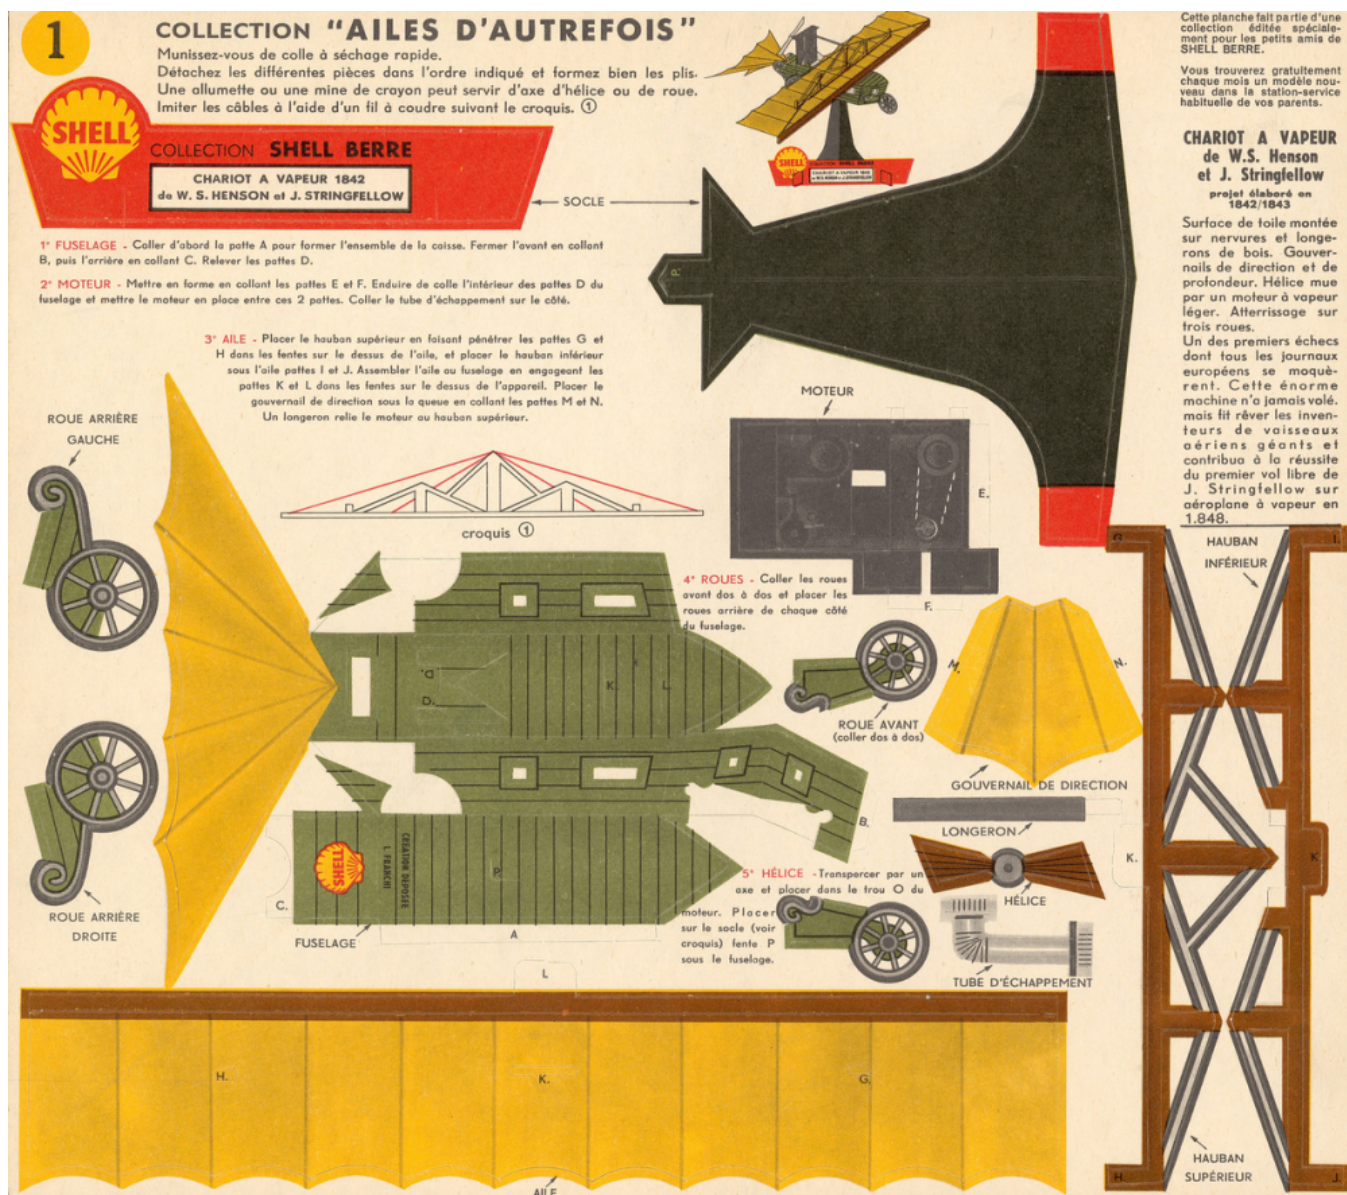 1
COLLECTION "AILES D'AUTREFOIS"
Munissez-vous de colle à séchage rapide.
Détachez les différentes pièces dans l'ordre indiqué et formez bien les plis.
Une allumette ou une mine de crayon peut servir d'axe d'hélice ou de roue.
Imiter les câbles à l'aide d'un fil à coudre suivant le croquis. ①
SHELL
COLLECTION SHELL BERRE
CHARIOT A VAPEUR 1842
de W. S. HENSON et J. STRINGFELLOW
SOCLE
SHELL
COLLECTION SHELL BERRE
CHARIOT A VAPEUR 1842
de W. S. HENSON et J. STRINGFELLOW
Cette planche fait partie d'une
collection éditée spéciale-
ment pour les petits amis de
SHELL BERRE.
Vous trouverez gratuitement
chaque mois un modèle nou-
veau dans la station-service
habituelle de vos parents.
CHARIOT A VAPEUR
de W.S. Henson
et J. Stringfellow
projet élaboré en
1842/1843
Surface de toile montée
sur nervures et longe-
rons de bois. Gouver-
nails de direction et de
profondeur. Hélice mue
par un moteur à vapeur
léger. Atterrissage sur
trois roues.
Un des premiers échecs
dont tous les journaux
européens se moquè-
rent. Cette énorme
machine n'a jamais volé.
mais fit rêver les inven-
teurs de vaisseaux
aériens géants et
contribua à la réussite
du premier vol libre de
J. Stringfellow sur
aéroplane à vapeur en
1.848.
1° FUSELAGE - Coller d'abord la patte A pour former l'ensemble de la caisse. Fermer l'avant en collant
B, puis l'arrière en collant C. Relever les pattes D.
2° MOTEUR - Mettre en forme en collant les pattes E et F. Enduire de colle l'intérieur des pattes D du
fuselage et mettre le moteur en place entre ces 2 pattes. Coller le tube d'échappement sur le côté.
3° AILE - Placer le hauban supérieur en faisant pénétrer les pattes G et
H dans les fentes sur le dessus de l'aile, et placer le hauban inférieur
sous l'aile pattes I et J. Assembler l'aile au fuselage en engageant les
pattes K et L dans les fentes sur le dessus de l'appareil. Placer le
gouvernail de direction sous la queue en collant les pattes M et N.
Un longeron relie le moteur au hauban supérieur.
P.
ROUE ARRIÈRE
GAUCHE
croquis ①
MOTEUR
E.
F.
4° ROUES - Coller les roues
avant dos à dos et placer les
roues arrière de chaque côté
du fuselage.
G.
HAUBAN
INFÉRIEUR
I.
D.
D.
K.
L.
ROUE AVANT
(coller dos à dos)
M.
N.
GOUVERNAIL DE DIRECTION
LONGERON
B.
K.
K
SHELL
CREATION DEPOSÉE
L FRANCHI
P.
C.
FUSELAGE
A
5° HÉLICE - Transpercer par un
axe et placer dans le trou O du
moteur. Placer
sur le socle (voir
croquis) fente P
sous le fuselage.
HÉLICE
TUBE D'ÉCHAPPEMENT
ROUE ARRIÈRE
DROITE
L
H.
K.
G.
AILE
HAUBAN
SUPÉRIEUR
H.
J.